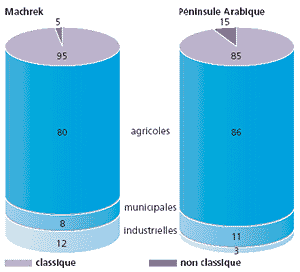 Machrek
Péninsule Arabique
5
15
95
85
80
agricoles
86
municipales
8
11
industrielles
12
3
classique
non classique